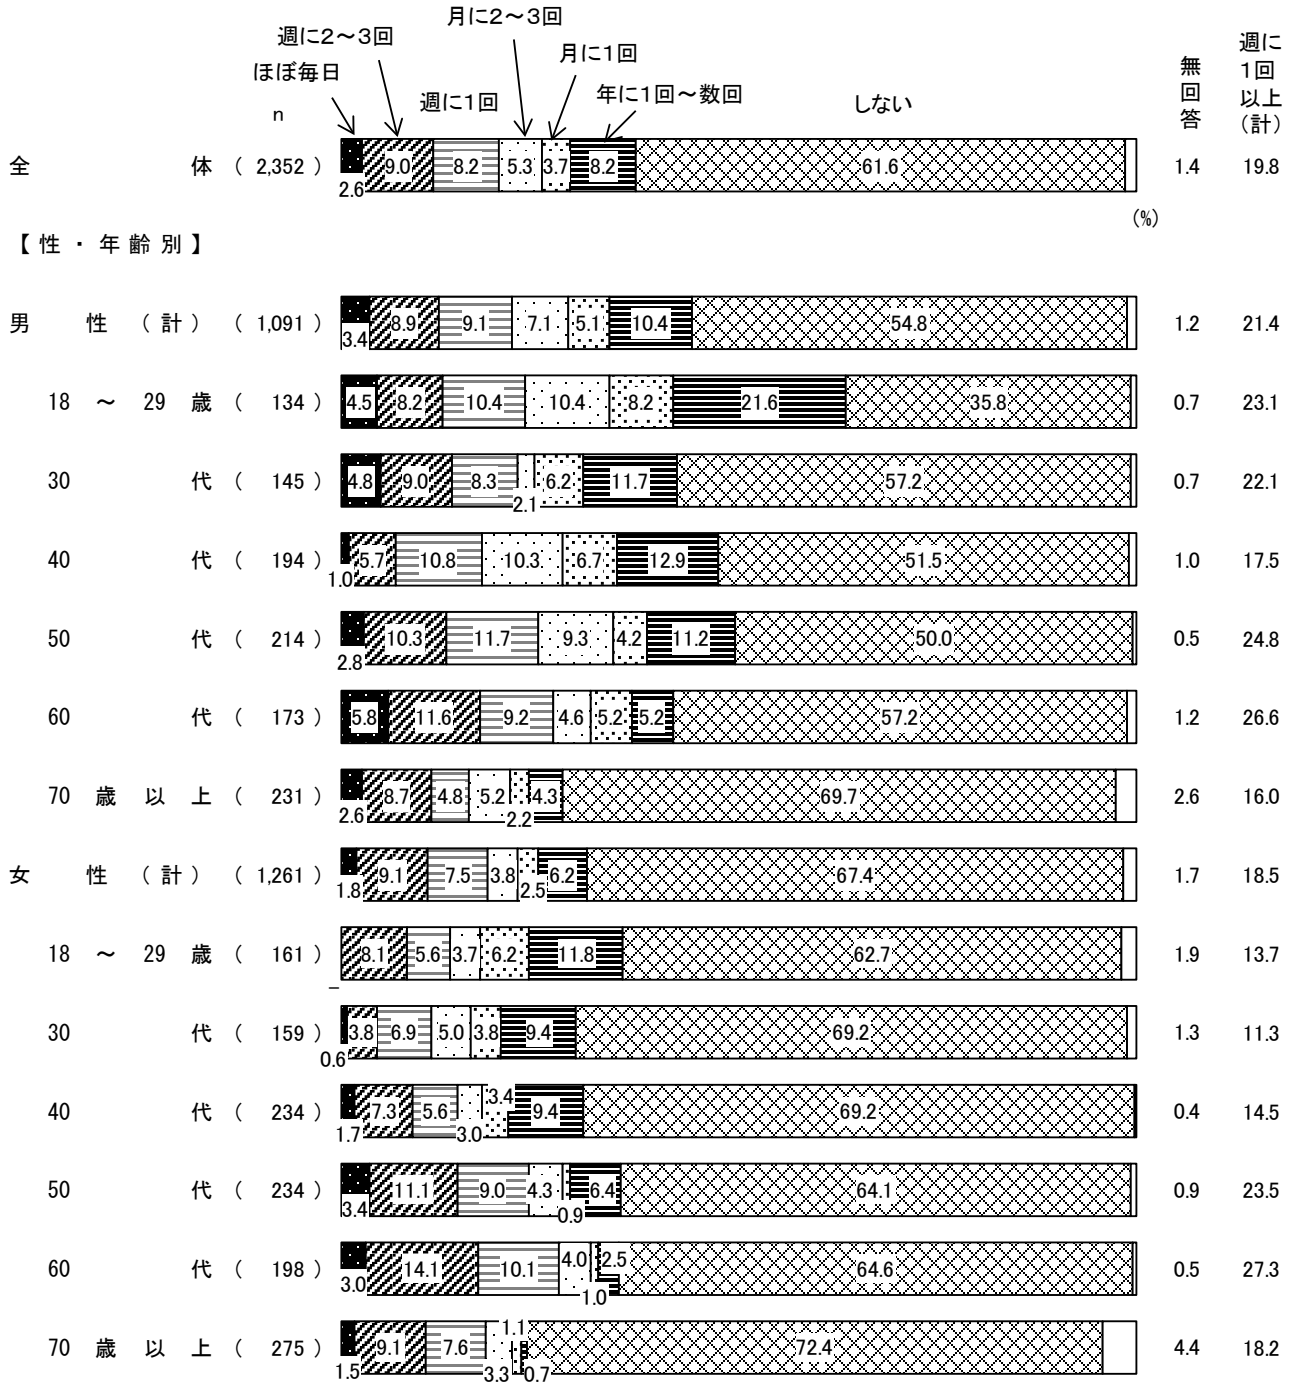 ほぼ毎日 週に2～3回 週に1回 月に2～3回 月に1回 年に1回～数回 しない 無回答 週に1回以上（計）
n
全体 （ 2,352 ） 2.6 9.0 8.2 5.3 3.7 8.2 61.6 1.4 19.8
(%)
【性・年齢別】
男性（計） （ 1,091 ） 3.4 8.9 9.1 7.1 5.1 10.4 54.8 1.2 21.4
18～29歳 （ 134 ） 4.5 8.2 10.4 10.4 8.2 21.6 35.8 0.7 23.1
30代 （ 145 ） 4.8 9.0 8.3 2.1 6.2 11.7 57.2 0.7 22.1
40代 （ 194 ） 1.0 5.7 10.8 10.3 6.7 12.9 51.5 1.0 17.5
50代 （ 214 ） 2.8 10.3 11.7 9.3 4.2 11.2 50.0 0.5 24.8
60代 （ 173 ） 5.8 11.6 9.2 4.6 5.2 5.2 57.2 1.2 26.6
70歳以上 （ 231 ） 2.6 8.7 4.8 5.2 2.2 4.3 69.7 2.6 16.0
女性（計） （ 1,261 ） 1.8 9.1 7.5 3.8 2.5 6.2 67.4 1.7 18.5
18～29歳 （ 161 ） － 8.1 5.6 3.7 6.2 11.8 62.7 1.9 13.7
30代 （ 159 ） 0.6 3.8 6.9 5.0 3.8 9.4 69.2 1.3 11.3
40代 （ 234 ） 1.7 7.3 5.6 3.0 3.4 9.4 69.2 0.4 14.5
50代 （ 234 ） 3.4 11.1 9.0 4.3 0.9 6.4 64.1 0.9 23.5
60代 （ 198 ） 3.0 14.1 10.1 4.0 1.0 2.5 64.6 0.5 27.3
70歳以上 （ 275 ） 1.5 9.1 7.6 3.3 1.1 0.7 72.4 4.4 18.2